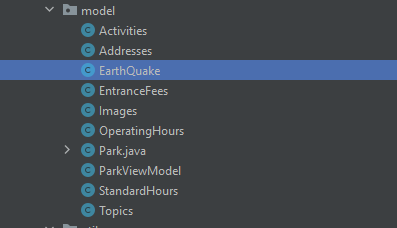 model
Activities
Addresses
EarthQuake
EntranceFees
Images
OperatingHours
Park.java
ParkViewModel
StandardHours
Topics